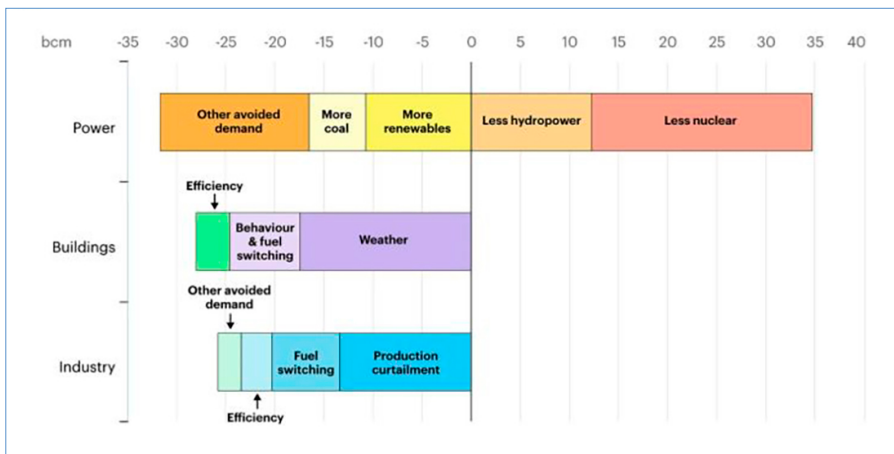 bcm -35 -30 -25 -20 -15 -10 -5 0 5 10 15 20 25 30 35 40
Power
Other avoided
demand
More
coal
More
renewables
Less hydropower
Less nuclear
Efficiency
Buildings
Behaviour
& fuel
switching
Weather
Other avoided
demand
Industry
Fuel
switching
Production
curtailment
Efficiency